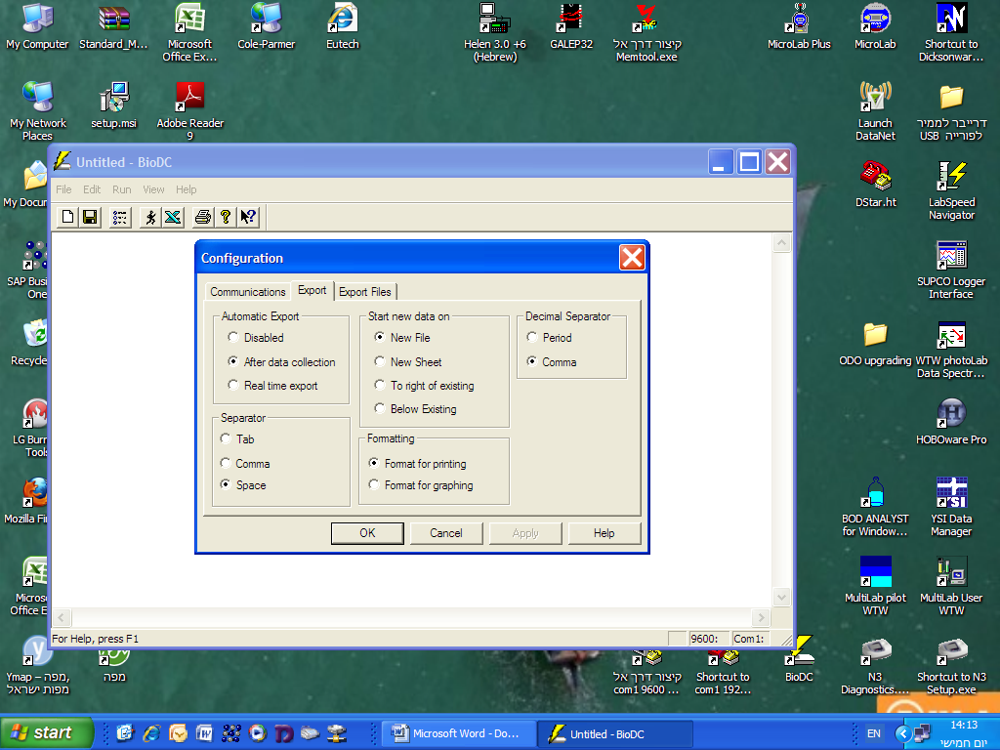 My Computer
Standard_M...
Microsoft
Office Ex...
Cole-Parmer
Eutech
Helen 3.0 +6
(Hebrew)
GALEP32
קיצור דרך אל
Memtool.exe
MicroLab Plus
MicroLab
Shortcut to
Dicksonwar...
My Network
Places
setup.msi
Adobe Reader
9
Launch
DataNet
דרייבר לממיר
לפורייה USB
Untitled - BioDC
File Edit Run View Help
My Docum
DStar.ht
LabSpeed
Navigator
SAP Busi
One
SUPCO Logger
Interface
Configuration
Communications
Export
Export Files
Automatic Export
Disabled
After data collection
Real time export
Start new data on
New File
New Sheet
To right of existing
Below Existing
Decimal Separator
Period
Comma
Separator
Tab
Comma
Space
Formatting
Format for printing
Format for graphing
OK
Cancel
Apply
Help
Recycle
ODO upgrading
WTW photoLab
Data Spectr...
LG Burn
Tools
HOBOware Pro
Mozilla Fi
BOD ANALYST
for Window...
YSI Data
Manager
Micros
Office E
MultiLab pilot
WTW
MultiLab User
WTW
For Help, press F1
9600:
Com1:
Ymap – מפה,
מפות ישראל
מפה
קיצור דרך אל
com1 9600 ...
Shortcut to
com1 192...
BioDC
N3
Diagnostics....
Shortcut to N3
Setup.exe
start
Microsoft Word - Do...
Untitled - BioDC
EN
14:13
יום חמישי